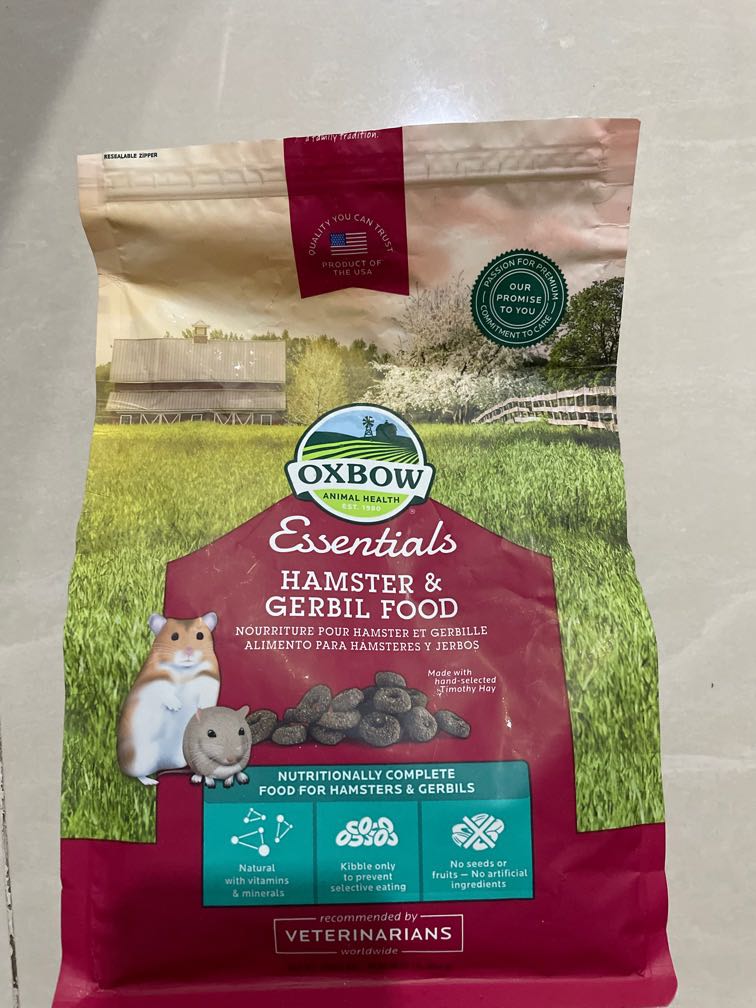 a family tradition.
RESEALABLE ZIPPER
QUALITY YOU CAN TRUST
PRODUCT OF
THE USA
PASSION FOR PREMIUM
OUR
PROMISE
TO YOU
COMMITMENT TO CARE
OXBOW
ANIMAL HEALTH
EST. 1980
®
Essentials
HAMSTER &
GERBIL FOOD
NOURRITURE POUR HAMSTER ET GERBILLE
ALIMENTO PARA HÁMSTERES Y JERBOS
Made with
hand-selected
Timothy Hay
NUTRITIONALLY COMPLETE
FOOD FOR HAMSTERS & GERBILS
Natural
with vitamins
& minerals
Kibble only
to prevent
selective eating
No seeds or
fruits — No artificial
ingredients
recommended by
VETERINARIANS
worldwide